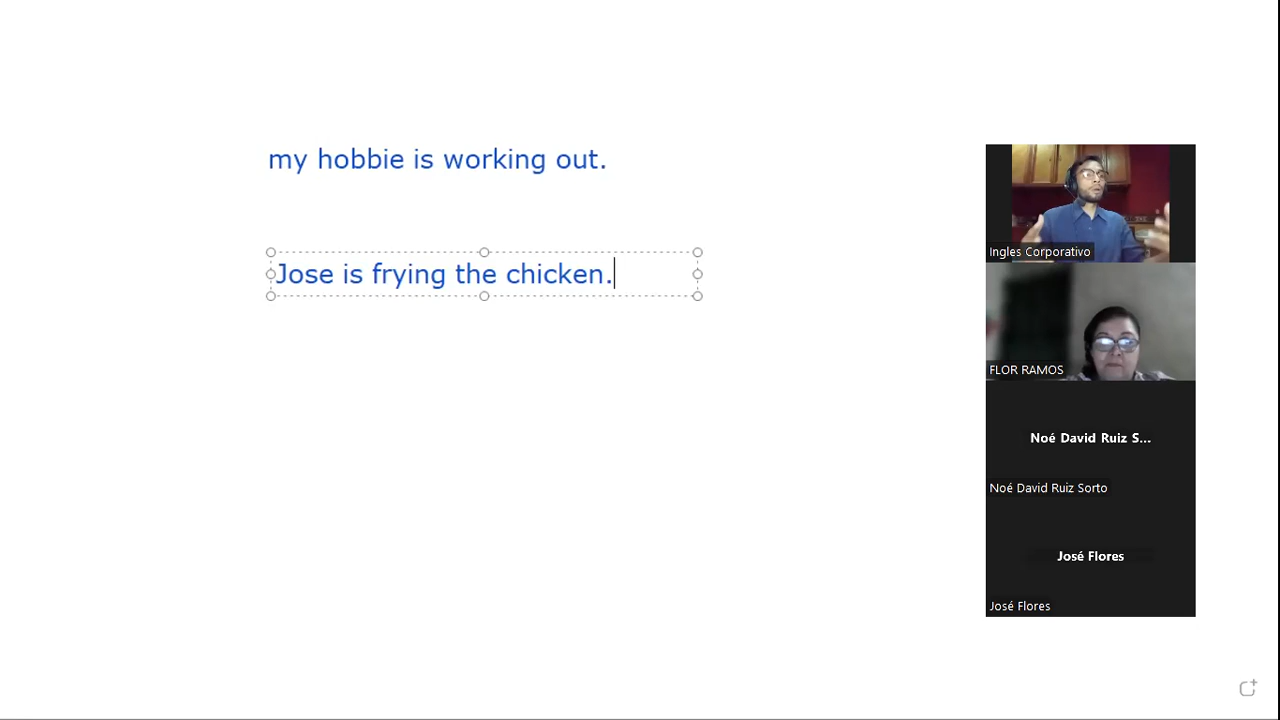 my hobbie is working out.
Jose is frying the chicken.
Ingles Corporativo
FLOR RAMOS
Noé David Ruiz S...
Noé David Ruiz Sorto
José Flores
José Flores